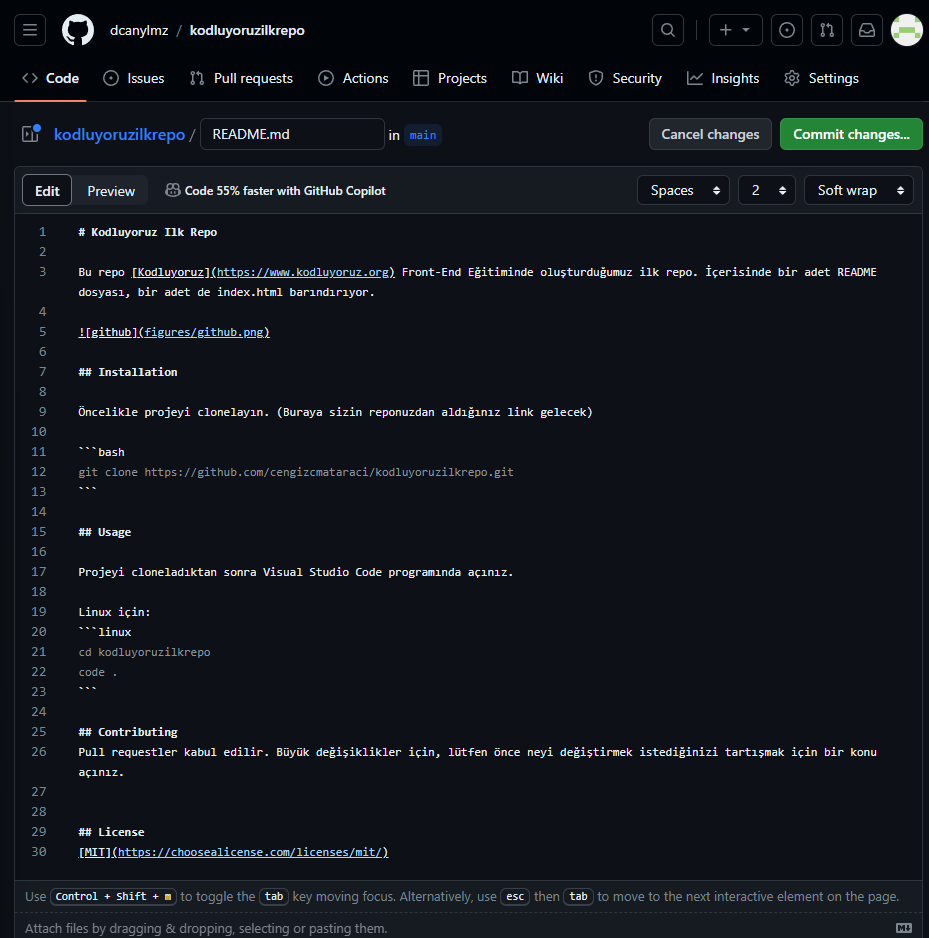 dcanylmz / kodluyoruzilkrepo
Code Issues Pull requests Actions Projects Wiki Security Insights Settings
kodluyoruzilkrepo / README.md in main Cancel changes Commit changes...
Edit Preview Code 55% faster with GitHub Copilot Spaces 2 Soft wrap
1 # Kodluyoruz Ilk Repo
2
3 Bu repo [Kodluyoruz](https://www.kodluyoruz.org) Front-End Eğitiminde oluşturduğumuz ilk repo. İçerisinde bir adet README
dosyası, bir adet de index.html barındırıyor.
4
5 ![github](figures/github.png)
6
7 ## Installation
8
9 Öncelikle projeyi clonelayın. (Buraya sizin reponuzdan aldığınız link gelecek)
10
11 ```bash
12 git clone https://github.com/cengizcmataraci/kodluyoruzilkrepo.git
13 ```
14
15 ## Usage
16
17 Projeyi cloneladıktan sonra Visual Studio Code programında açınız.
18
19 Linux için:
20 ```linux
21 cd kodluyoruzilkrepo
22 code .
23 ```
24
25 ## Contributing
26 Pull requestler kabul edilir. Büyük değişiklikler için, lütfen önce neyi değiştirmek istediğinizi tartışmak için bir konu
açınız.
27
28
29 ## License
30 [MIT](https://choosealicense.com/licenses/mit/)
Use Control + Shift + m to toggle the tab key moving focus. Alternatively, use esc then tab to move to the next interactive element on the page.
Attach files by dragging & dropping, selecting or pasting them.